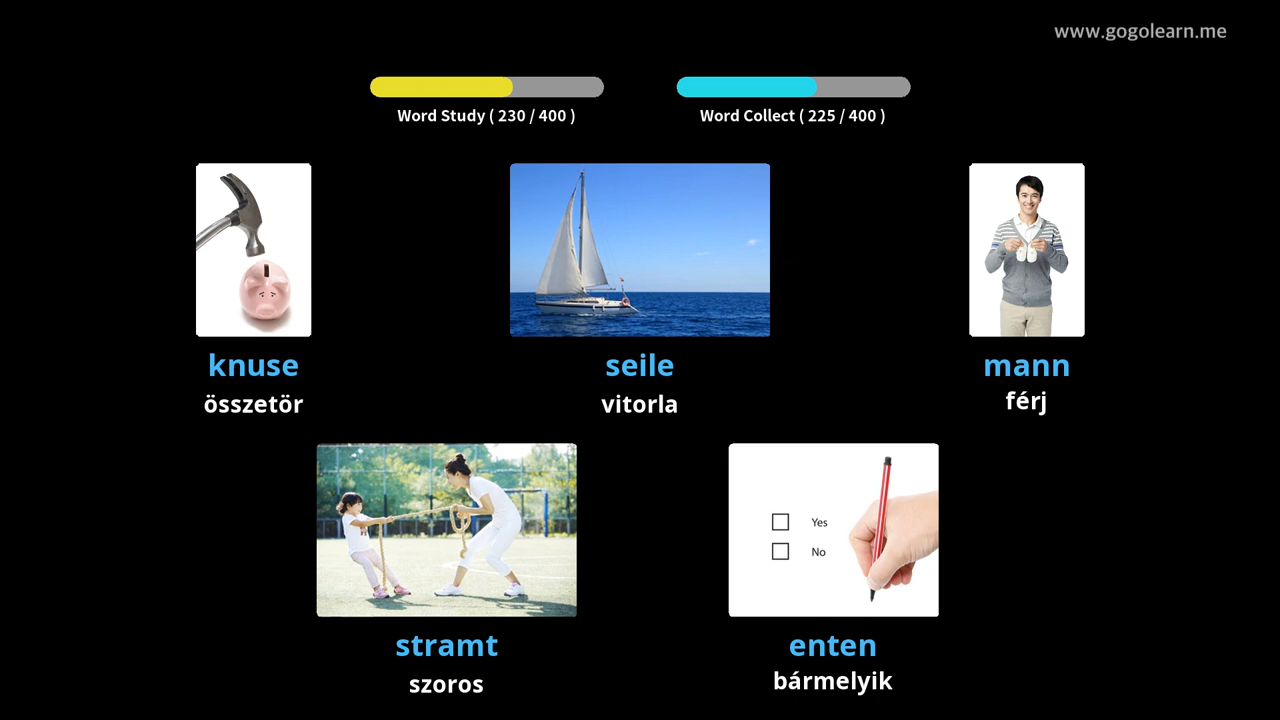 www.gogolearn.me
Word Study ( 230 / 400 )
Word Collect ( 225 / 400 )
knuse
összetör
seile
vitorla
mann
férj
stramt
szoros
Yes
No
enten
bármelyik